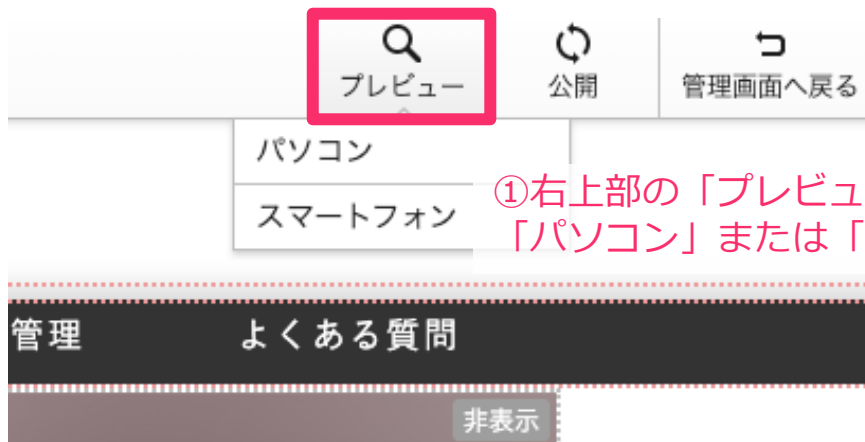 プレビュー
公開
管理画面へ戻る
パソコン
スマートフォン
①右上部の「プレビュ
「パソコン」または「
管理
よくある質問
非表示